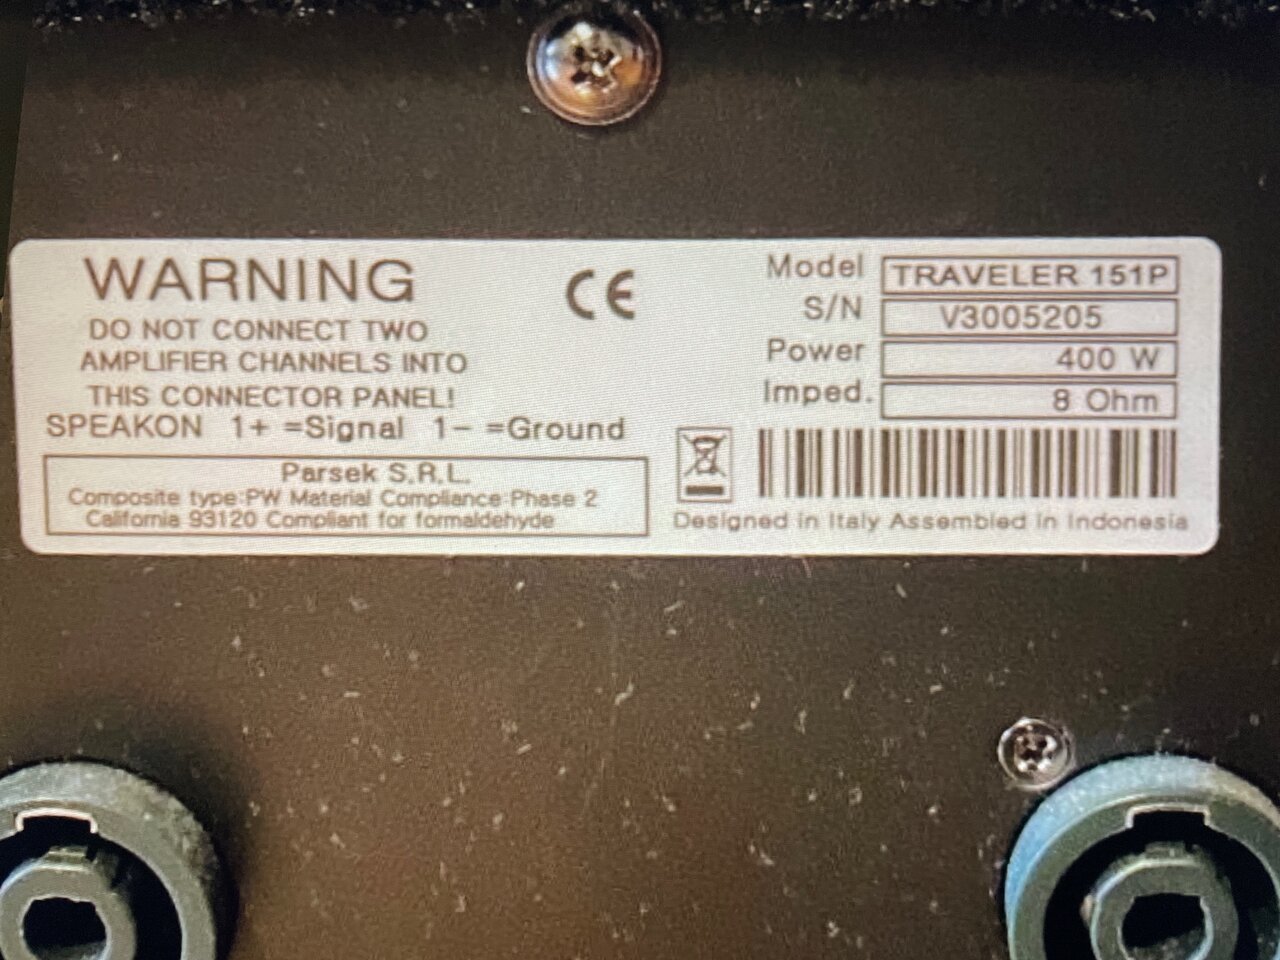 WARNING
DO NOT CONNECT TWO
AMPLIFIER CHANNELS INTO
THIS CONNECTOR PANEL!
SPEAKON 1+ =Signal 1- =Ground
Parsek S.R.L.
Composite type:PW Material Compliance:Phase 2
California 93120 Compliant for formaldehyde
CE
Model TRAVELER 151P
S/N V3005205
Power 400 W
Imped. 8 Ohm
Designed in Italy Assembled in Indonesia